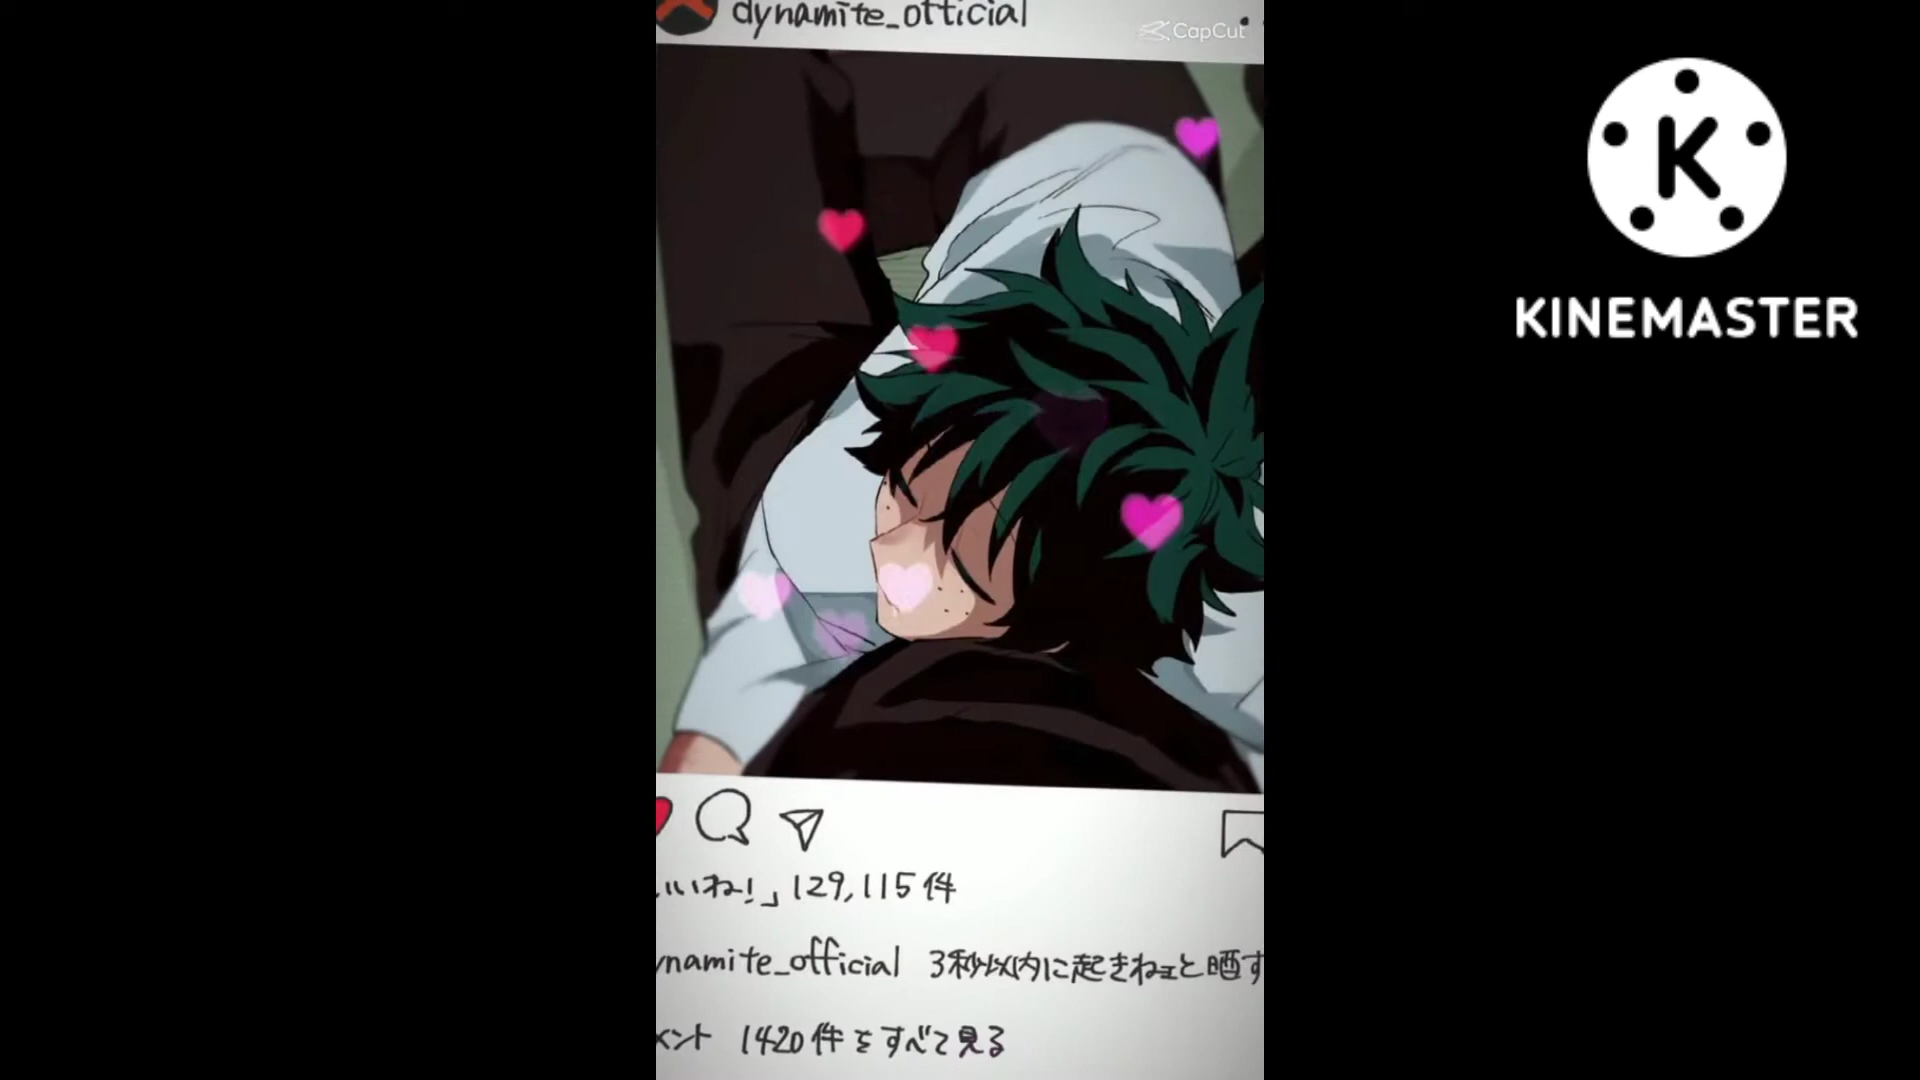 dynamite_official
CapCut
K
KINEMASTER
いいね!」129,115件
ynamite_official 3秒以内に起きねェと晒す
メント 1420件をすべて見る